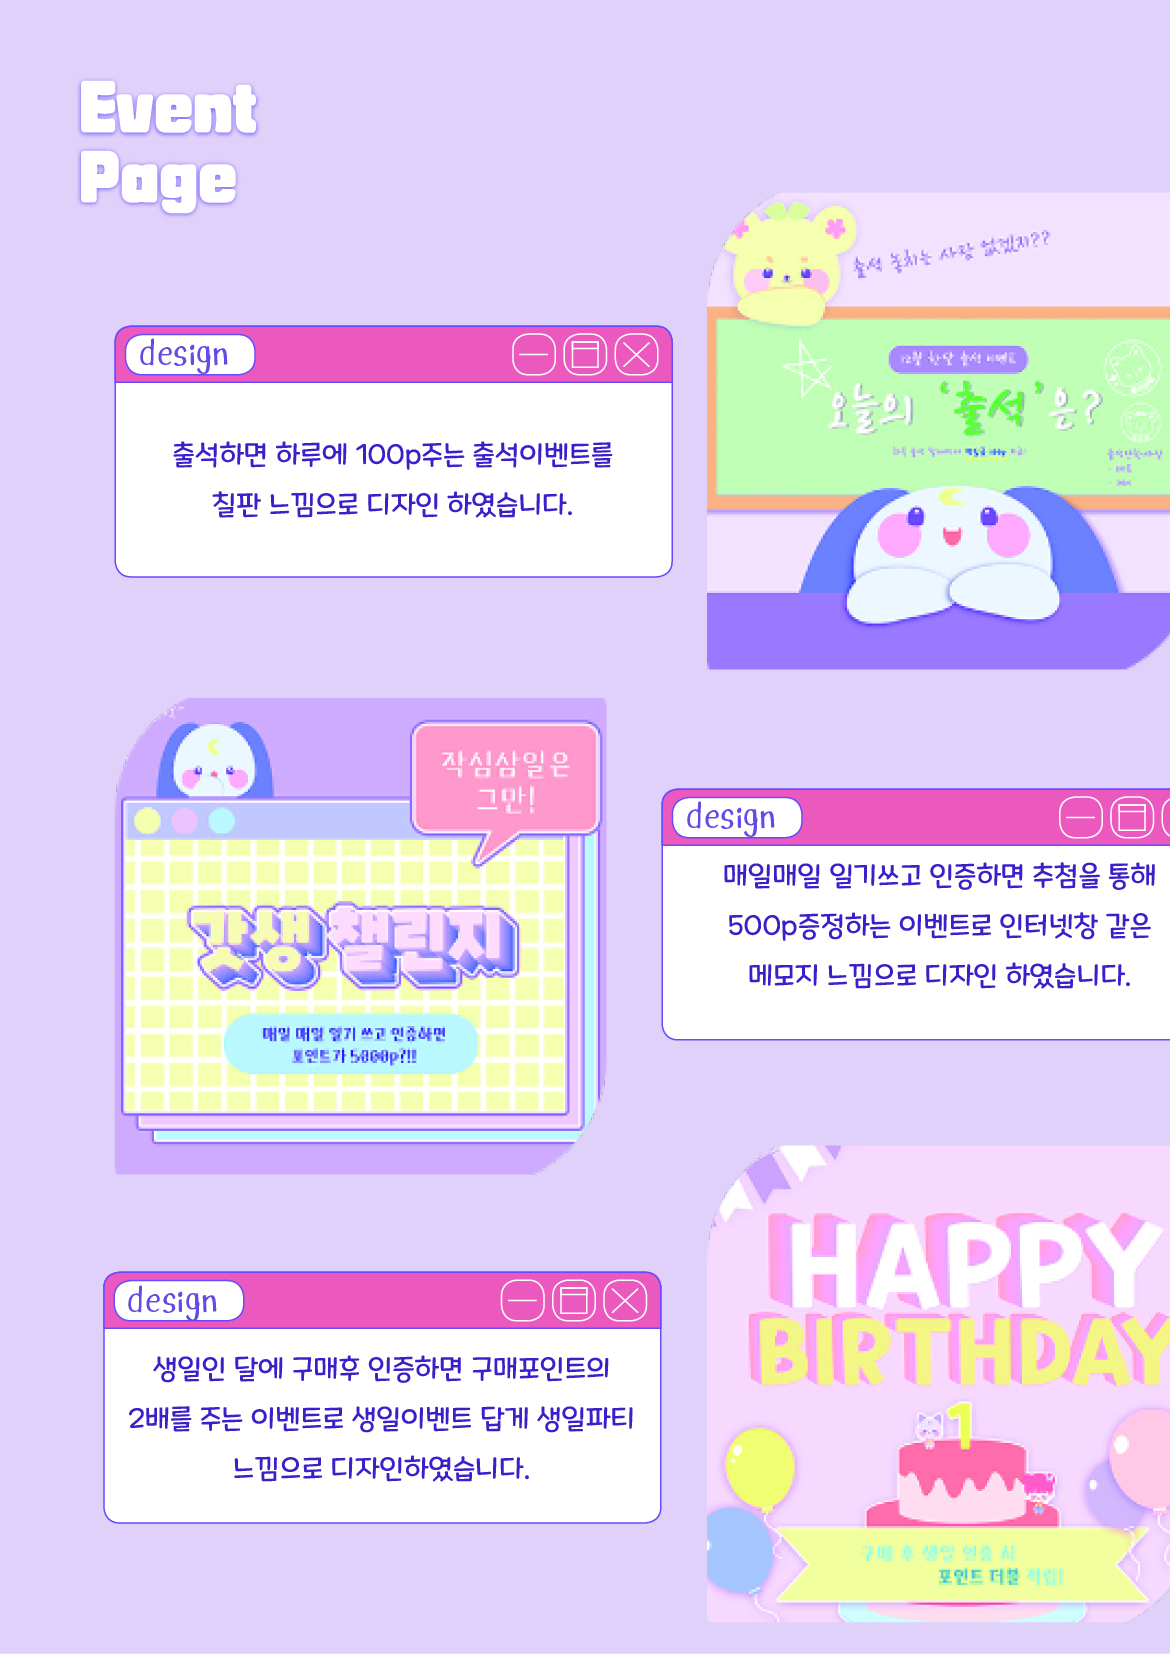 Event
Page
출석 놓치는 사람 없겠지??
design
12월 한달 출석 이벤트
오늘의 '출석'은?
출석하면 하루에 100p주는 출석이벤트를
칠판 느낌으로 디자인 하였습니다.
작심삼일은
그만!
design
매일매일 일기쓰고 인증하면 추첨을 통해
500p증정하는 이벤트로 인터넷창 같은
메모지 느낌으로 디자인 하였습니다.
갓생 챌린지
매일 매일 일기 쓰고 인증하면
포인트가 5000p?!!
HAPPY
BIRTHDAY
design
생일인 달에 구매후 인증하면 구매포인트의
2배를 주는 이벤트로 생일이벤트 답게 생일파티
느낌으로 디자인하였습니다.
1
구매 후 생일 인증 시
포인트 더블 적립!